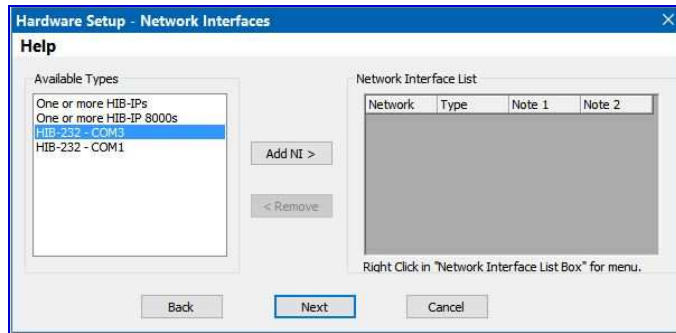 Hardware Setup - Network Interfaces
Help
Available Types
One or more HIB-IPs
One or more HIB-IP 8000s
HIB-232 - COM3
HIB-232 - COM1
Add NI >
< Remove
Network Interface List
Network Type Note 1 Note 2
Right Click in "Network Interface List Box" for menu.
Back Next Cancel